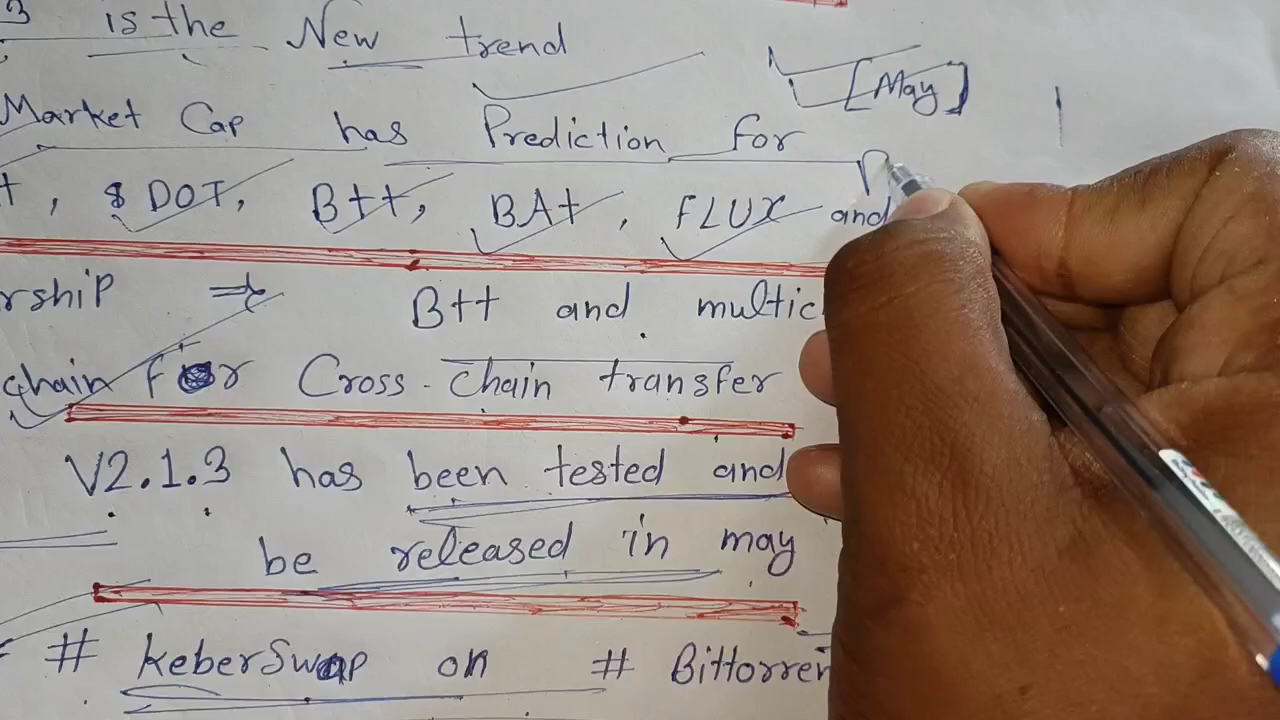 3 is the New trend
[May]
Market Cap has Prediction for
t, $DOT, Btt, BAt, FLUX and
rship ⇒ Btt and multic
chain For Cross-Chain transfer
V2.1.3 has been tested and
be released in may
# KeberSwap on # Bittorren